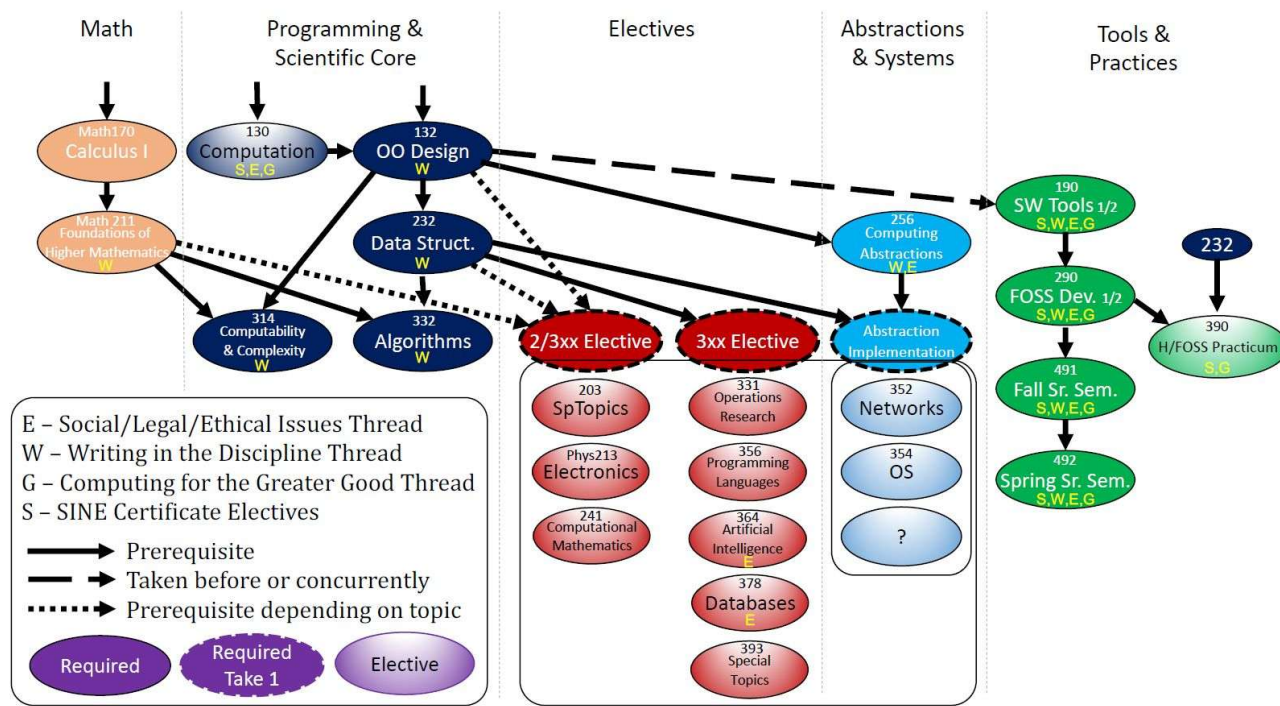 Math
Programming &
Scientific Core
Electives
Abstractions
& Systems
Tools &
Practices
Math170
Calculus I
130
Computation
S,E,G
132
OO Design
W
Math 211
Foundations of
Higher Mathematics
W
232
Data Struct.
W
256
Computing
Abstractions
W,E
190
SW Tools 1/2
S,W,E,G
232
290
FOSS Dev. 1/2
S,W,E,G
314
Computability
& Complexity
W
332
Algorithms
W
2/3xx Elective
3xx Elective
Abstraction
Implementation
390
H/FOSS Practicum
S,G
203
SpTopics
331
Operations
Research
352
Networks
491
Fall Sr. Sem.
S,W,E,G
Phys213
Electronics
356
Programming
Languages
354
OS
492
Spring Sr. Sem.
S,W,E,G
241
Computational
Mathematics
364
Artificial
Intelligence
E
?
378
Databases
E
393
Special
Topics
E – Social/Legal/Ethical Issues Thread
W – Writing in the Discipline Thread
G – Computing for the Greater Good Thread
S – SINE Certificate Electives
Prerequisite
Taken before or concurrently
Prerequisite depending on topic
Required
Required
Take 1
Elective